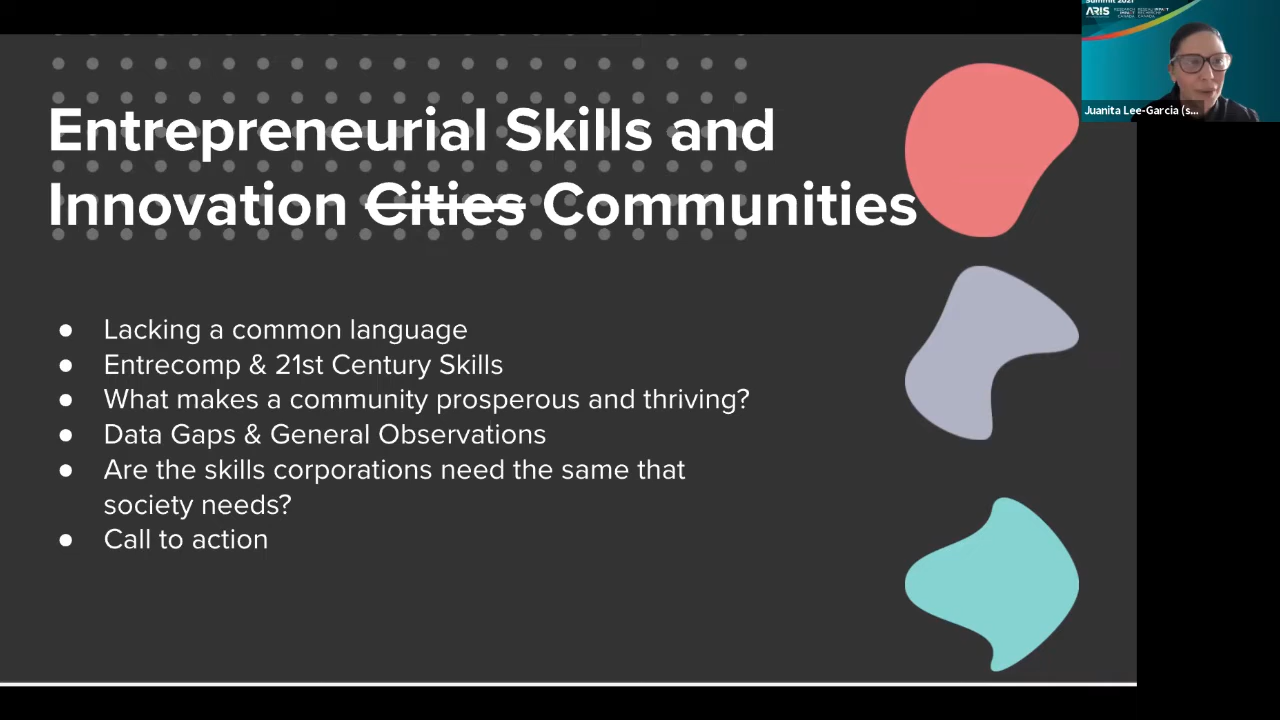 Summit 2021
ARIS
Entrepreneurial Skills and
Innovation Cities Communities
Juanita Lee-Garcia (s...
● Lacking a common language
● Entrecomp & 21st Century Skills
● What makes a community prosperous and thriving?
● Data Gaps & General Observations
● Are the skills corporations need the same that
society needs?
● Call to action